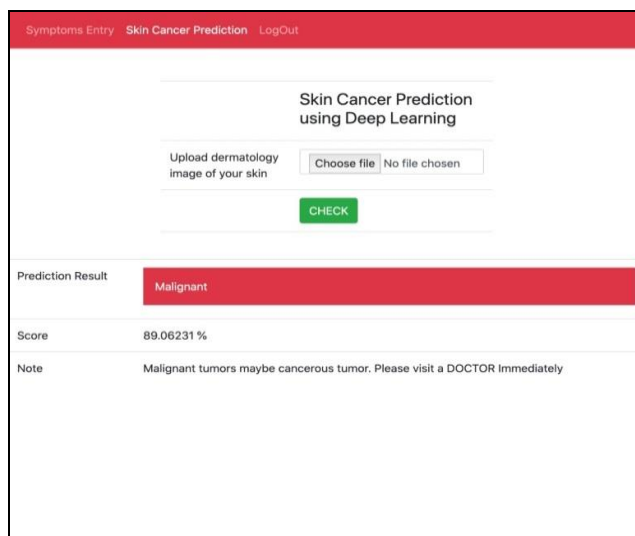 Symptoms Entry Skin Cancer Prediction LogOut
Skin Cancer Prediction
using Deep Learning
Upload dermatology
image of your skin
Choose file No file chosen
CHECK
Prediction Result
Malignant
Score 89.06231 %
Note Malignant tumors maybe cancerous tumor. Please visit a DOCTOR Immediately